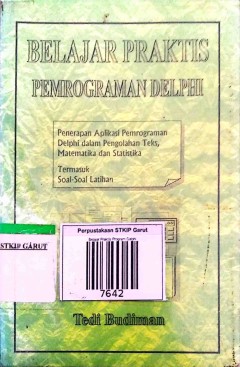 BELAJAR PRAKTIS
PEMROGRAMAN DELPHI
Penerapan Aplikasi Pemrograman
Delphi dalam Pengolahan Teks,
Matematika dan Statistika
Termasuk
Soal-Soal Latihan
STKIP GARUT
Perpustakaan STKIP Garut
7642
Tedi Budiman